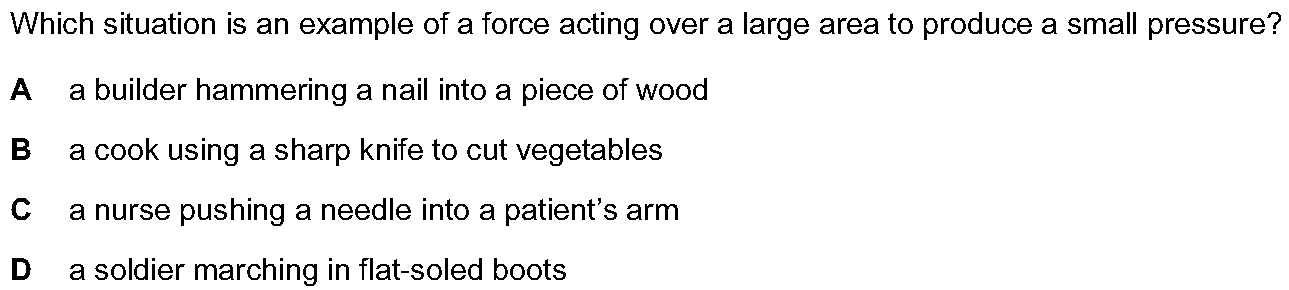 Which situation is an example of a force acting over a large area to produce a small pressure?
A a builder hammering a nail into a piece of wood
B a cook using a sharp knife to cut vegetables
C a nurse pushing a needle into a patient’s arm
D a soldier marching in flat-soled boots